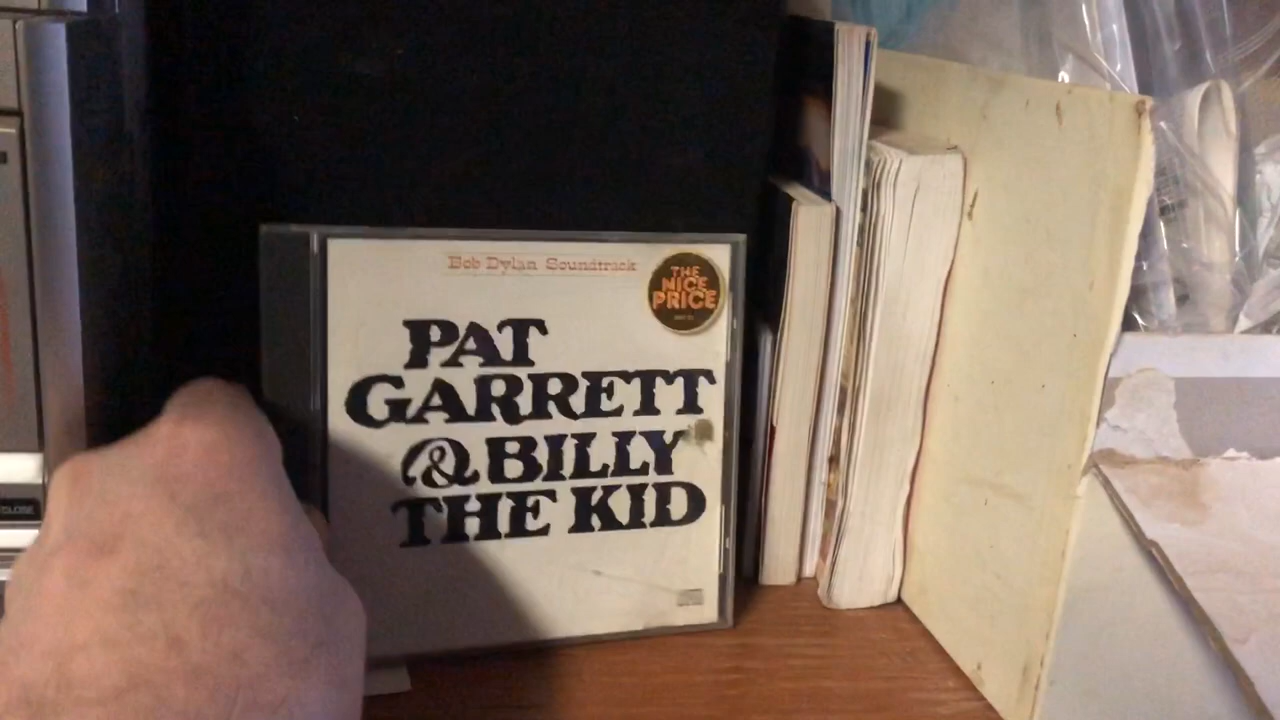 Bob Dylan Soundtrack
THE
NICE
PRICE
PAT
GARRETT
& BILLY
THE KID
CLOSE